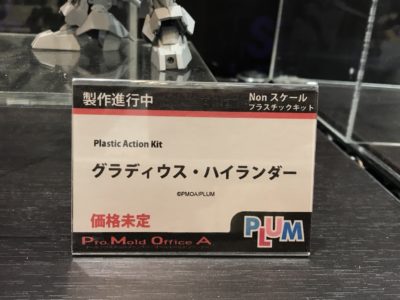 製作進行中
Non スケール
プラスチックキット
Plastic Action Kit
グラディウス・ハイランダー
©PMOA/PLUM
価格未定
PLUM
Pro.Mold Office A